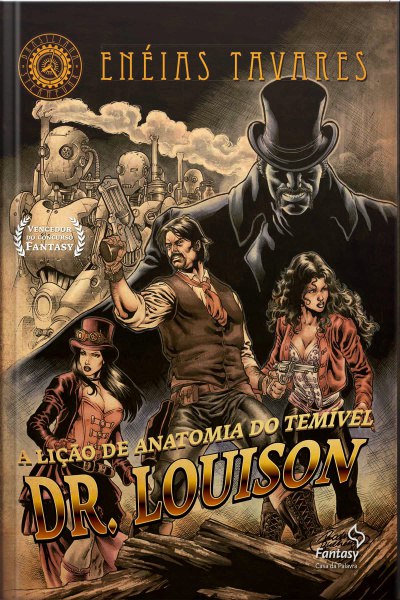 ENÉIAS TAVARES
VENCEDOR
DO CONCURSO
FANTASY
A LIÇÃO DE ANATOMIA DO TEMÍVEL
DR. LOUISON
Fantasy
Casa da Palavra